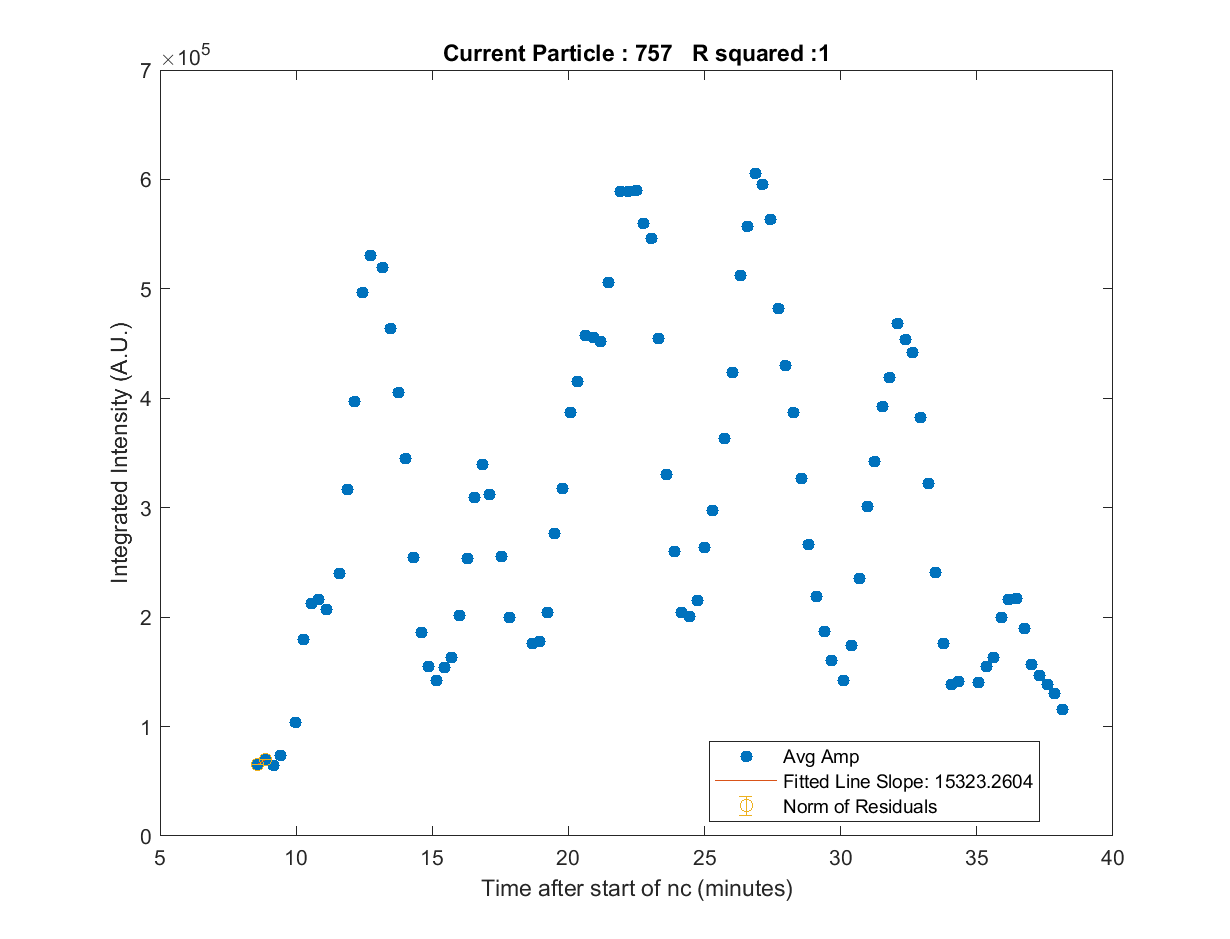 Current Particle : 757   R squared :1
×10^5
7
6
5
4
3
2
1
0
Integrated Intensity (A.U.)
5 10 15 20 25 30 35 40
Time after start of nc (minutes)
Avg Amp
Fitted Line Slope: 15323.2604
Norm of Residuals